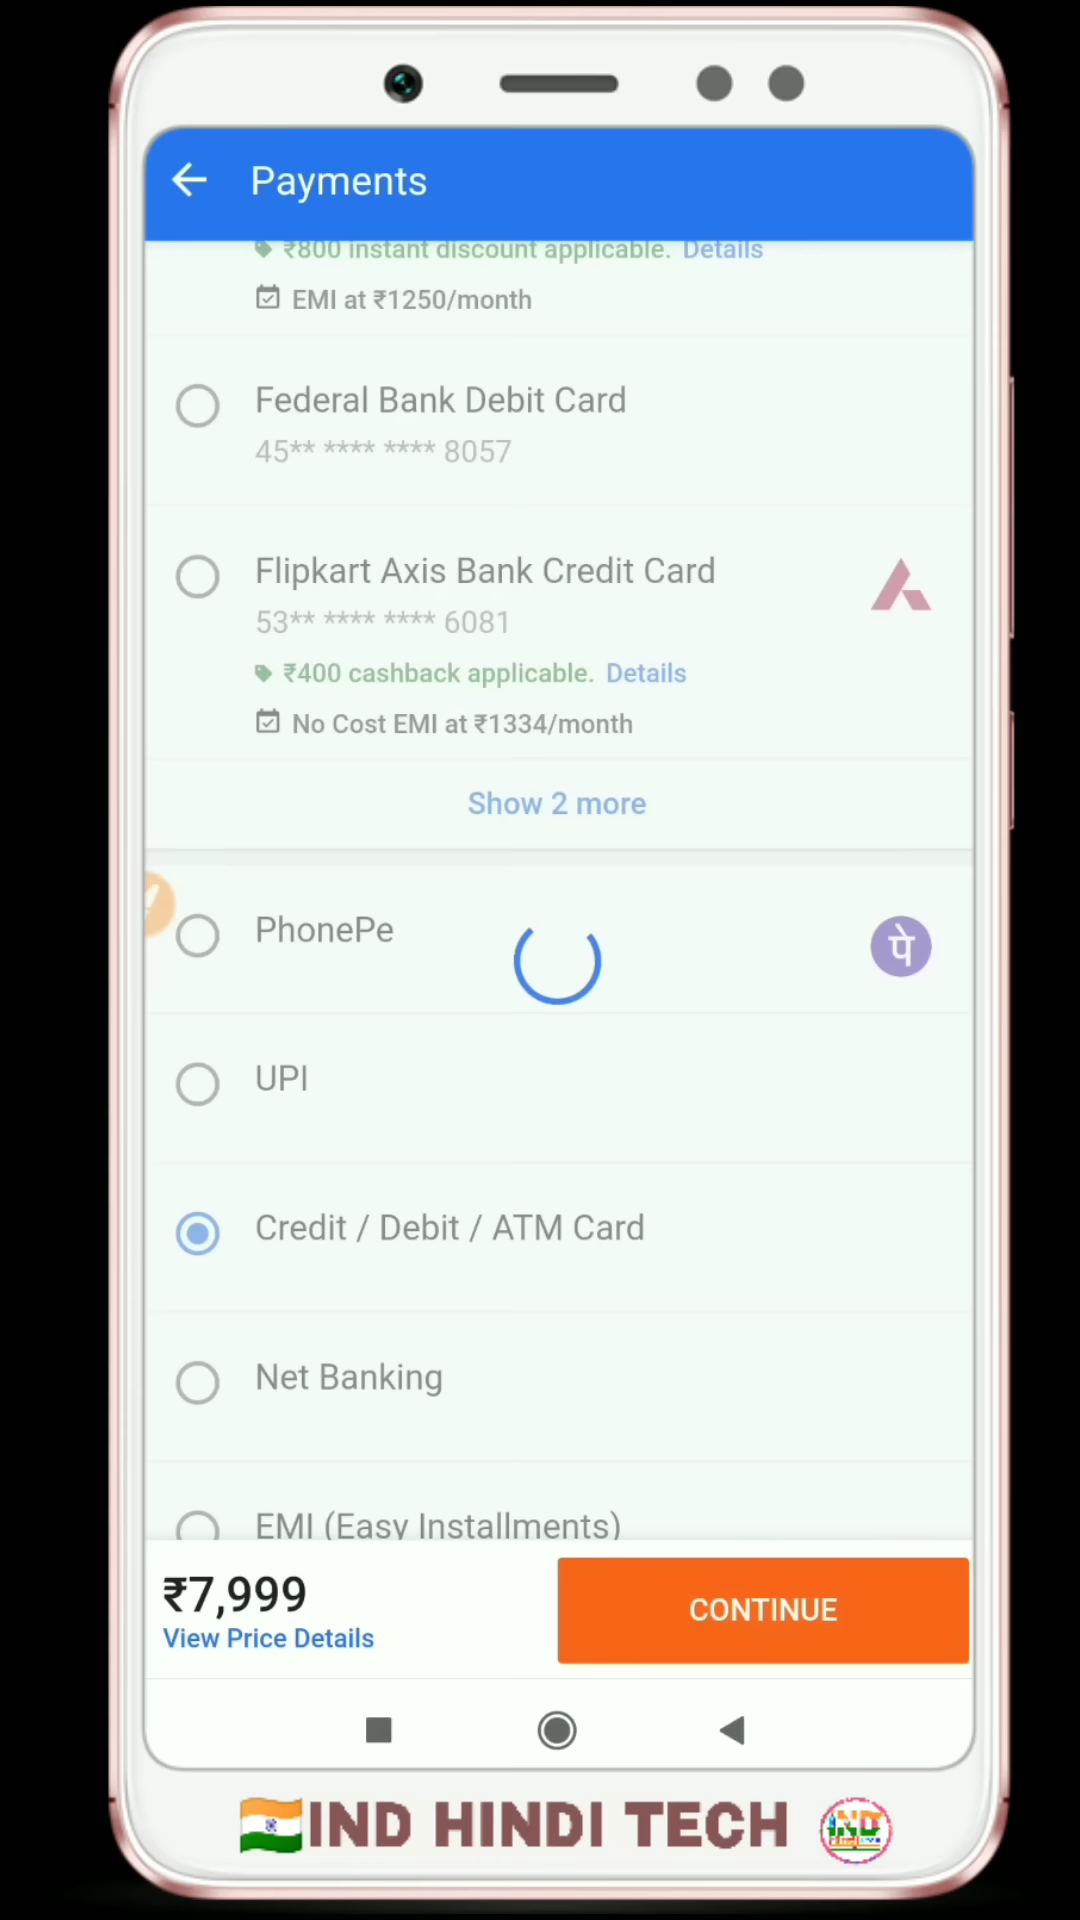 Payments
₹800 instant discount applicable. Details
EMI at ₹1250/month
Federal Bank Debit Card
45** **** **** 8057
Flipkart Axis Bank Credit Card
53** **** **** 6081
₹400 cashback applicable. Details
No Cost EMI at ₹1334/month
Show 2 more
PhonePe
पे
UPI
Credit / Debit / ATM Card
Net Banking
EMI (Easy Installments)
₹7,999
View Price Details
CONTINUE
IND HINDI TECH
IND